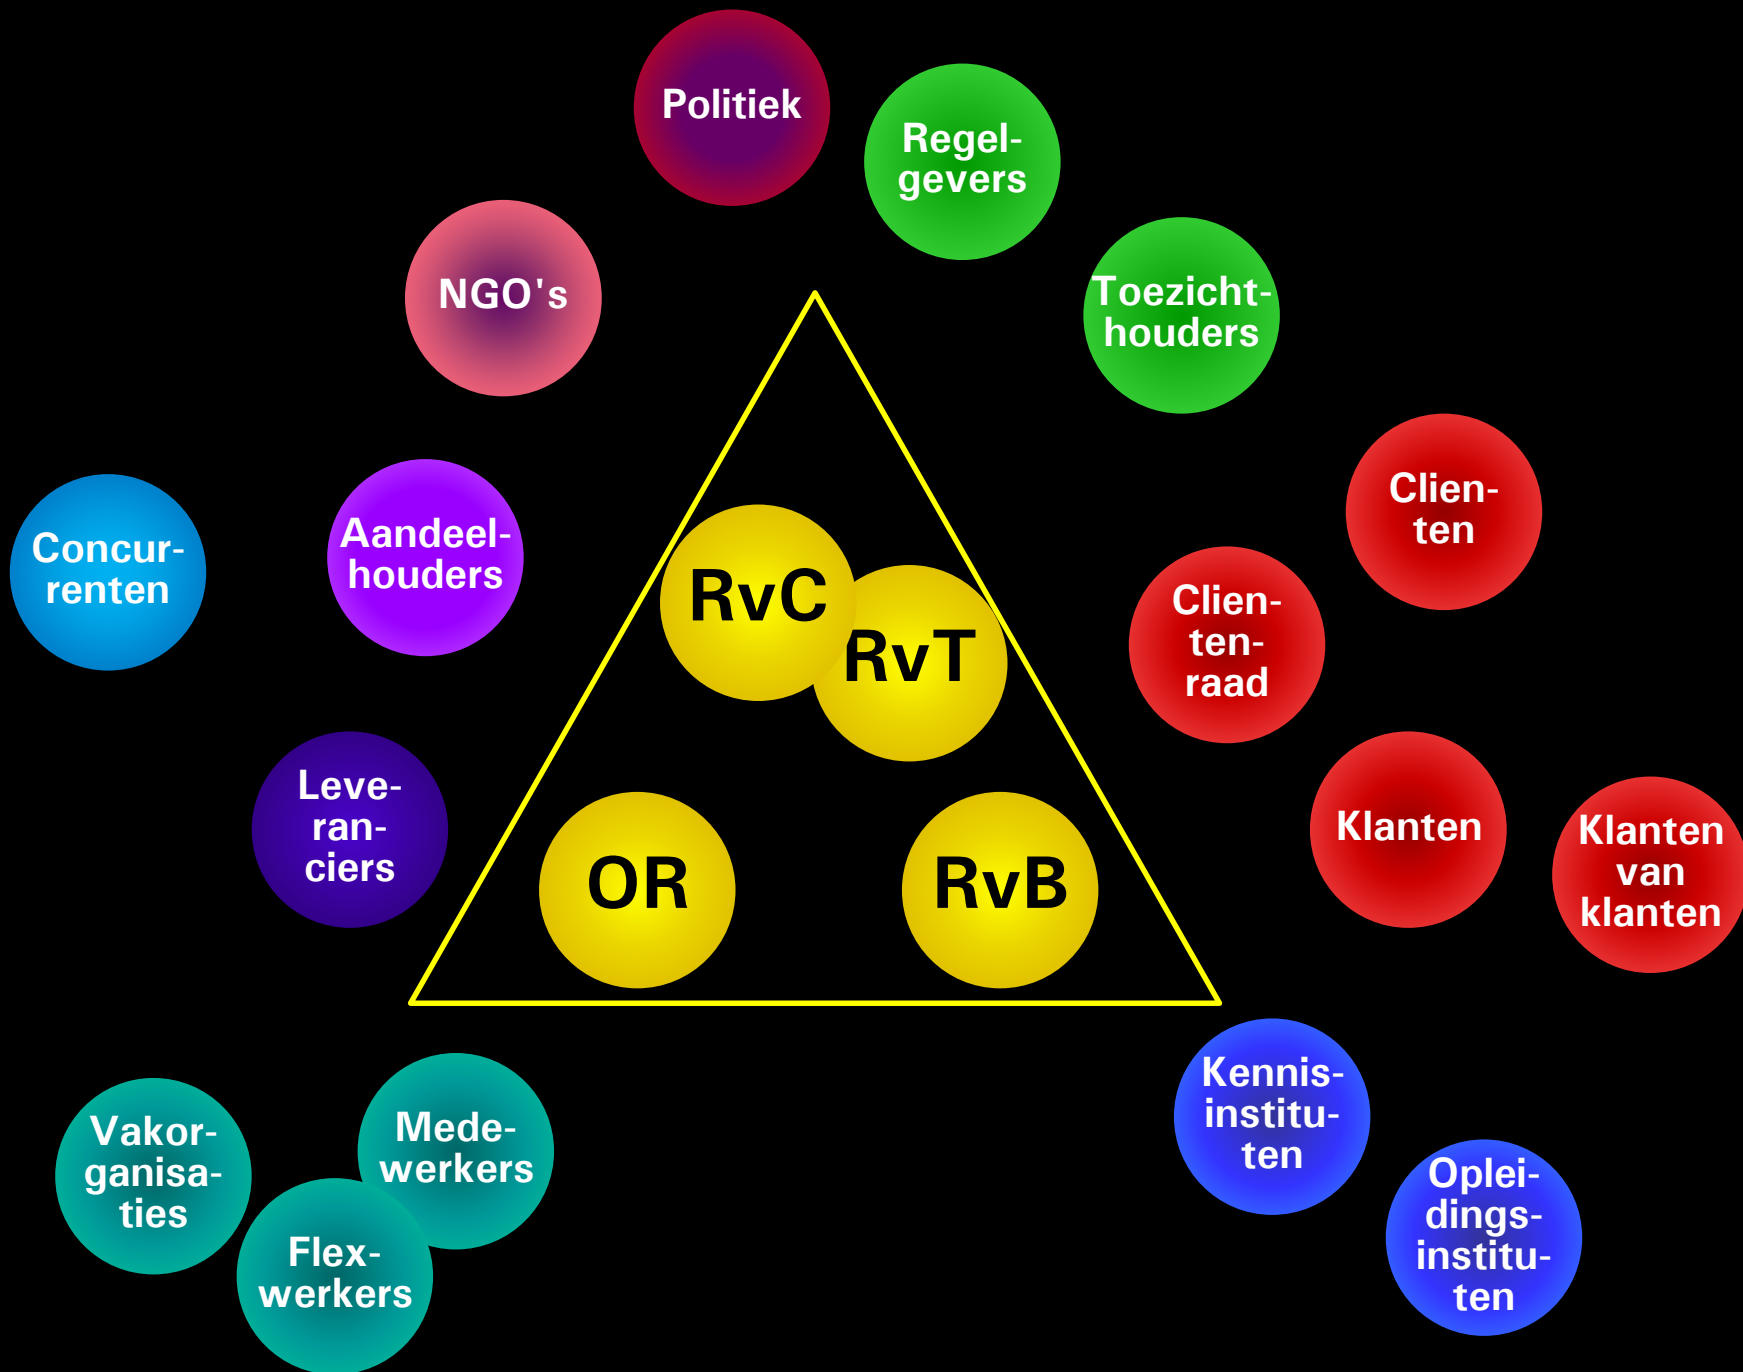 Politiek
Regel-
gevers
NGO's
Toezicht-
houders
Clien-
ten
Concur-
renten
Aandeel-
houders
RvC
RvT
Clien-
ten-
raad
Leve-
ran-
ciers
OR
RvB
Klanten
Klanten
van
klanten
Kennis-
institu-
ten
Vakor-
ganisa-
ties
Mede-
werkers
Flex-
werkers
Oplei-
dings-
institu-
ten